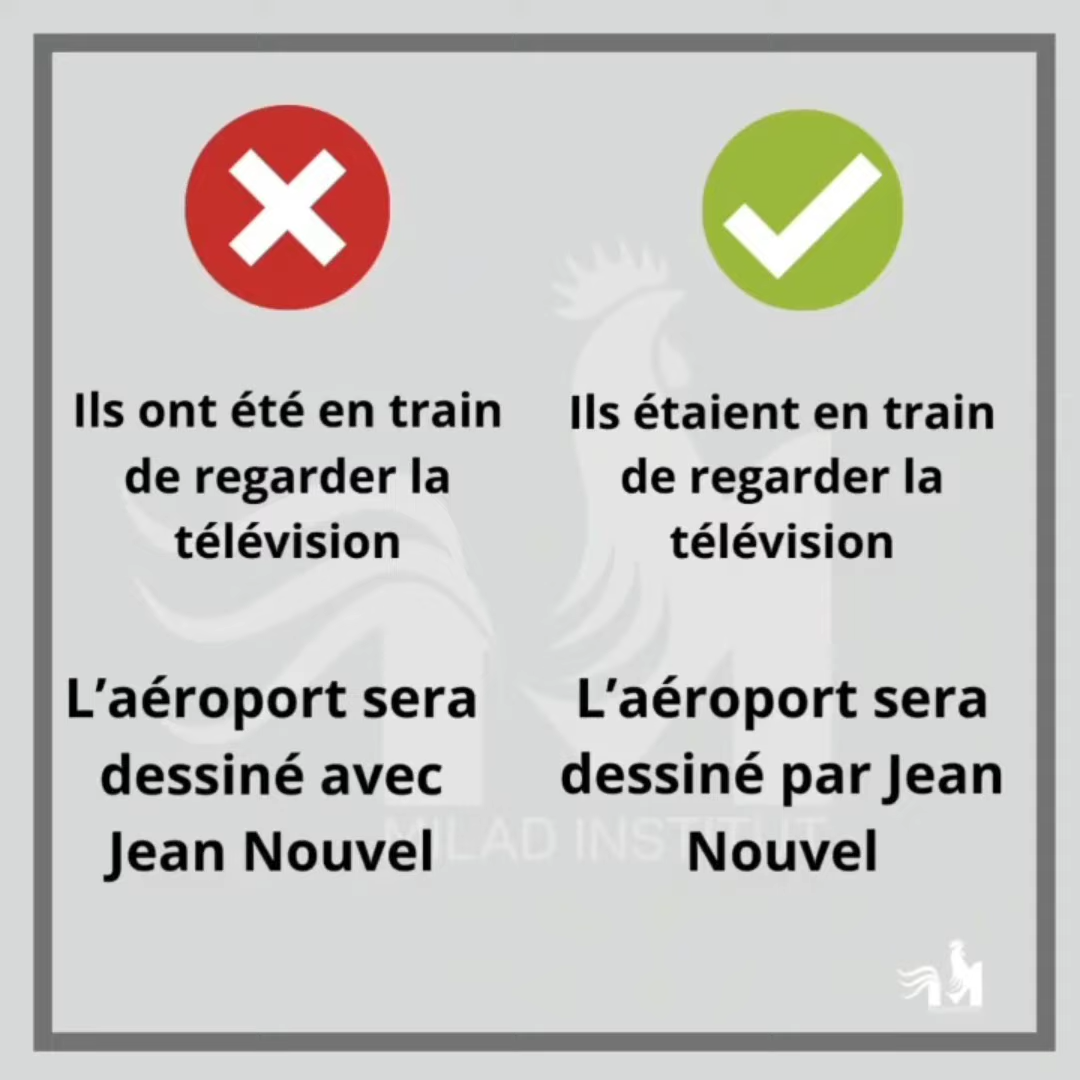 Ils ont été en train
de regarder la
télévision
Ils étaient en train
de regarder la
télévision
L’aéroport sera
dessiné avec
Jean Nouvel
L’aéroport sera
dessiné par Jean
Nouvel
MILAD INSTITUT